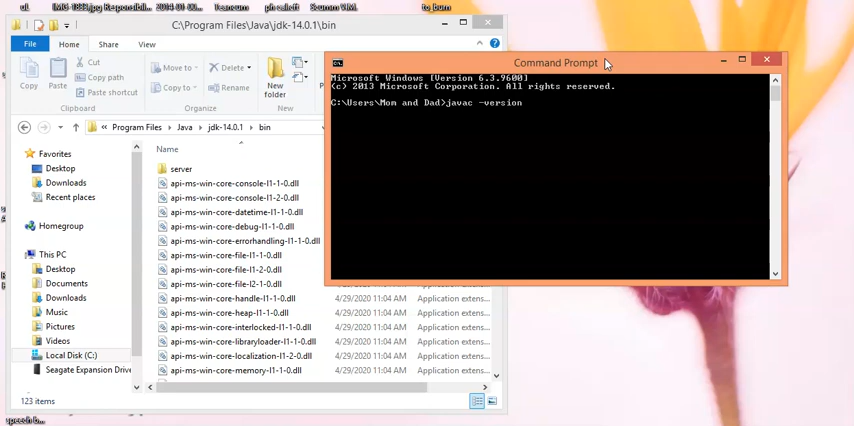 to burn
C:\Program Files\Java\jdk-14.0.1\bin
File Home Share View
Copy Paste Cut Copy path Paste shortcut
Move to Copy to Delete Rename
New folder
Clipboard Organize New
Program Files Java jdk-14.0.1 bin
Favorites
Desktop
Downloads
Recent places
Homegroup
This PC
Desktop
Documents
Downloads
Music
Pictures
Videos
Local Disk (C:)
Seagate Expansion Drive
Name
server
api-ms-win-core-console-l1-1-0.dll
api-ms-win-core-console-l1-2-0.dll
api-ms-win-core-datetime-l1-1-0.dll
api-ms-win-core-debug-l1-1-0.dll
api-ms-win-core-errorhandling-l1-1-0.dll
api-ms-win-core-file-l1-1-0.dll
api-ms-win-core-file-l1-2-0.dll
api-ms-win-core-file-l2-1-0.dll
api-ms-win-core-handle-l1-1-0.dll 4/29/2020 11:04 AM Application extens...
api-ms-win-core-heap-l1-1-0.dll 4/29/2020 11:04 AM Application extens...
api-ms-win-core-interlocked-l1-1-0.dll 4/29/2020 11:04 AM Application extens...
api-ms-win-core-libraryloader-l1-1-0.dll 4/29/2020 11:04 AM Application extens...
api-ms-win-core-localization-l1-2-0.dll 4/29/2020 11:04 AM Application extens...
api-ms-win-core-memory-l1-1-0.dll 4/29/2020 11:04 AM Application extens...
123 items
Command Prompt
Microsoft Windows [Version 6.3.9600]
(c) 2013 Microsoft Corporation. All rights reserved.
C:\Users\Mom and Dad>javac -version
speech b...